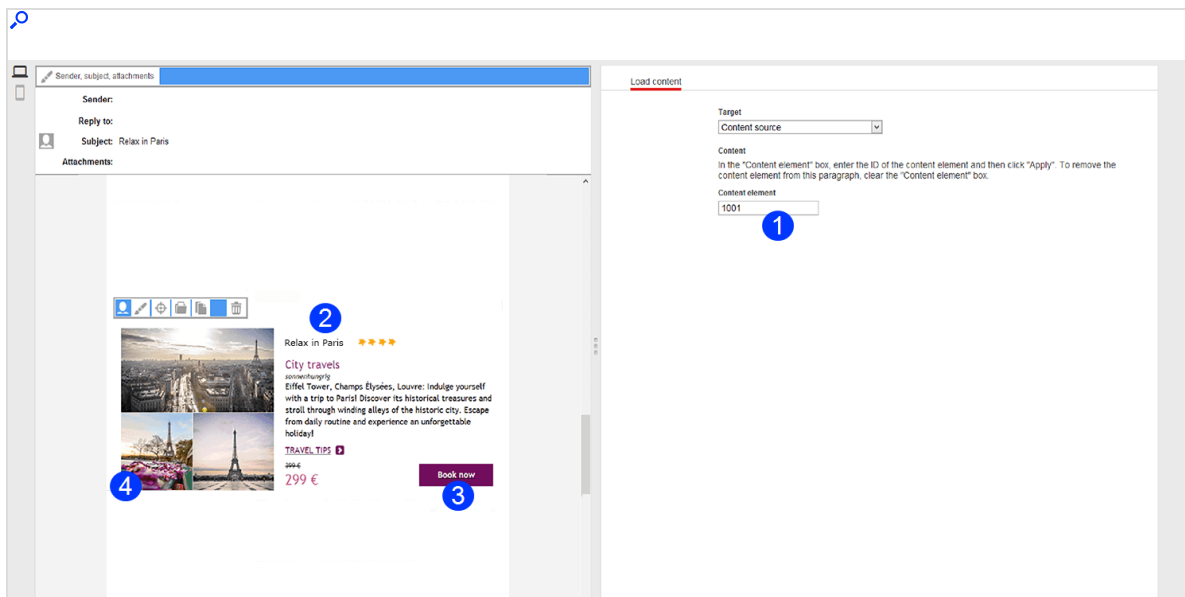 Sender, subject, attachments
Sender:
Reply to:
Subject: Relax in Paris
Attachments:
2
Relax in Paris
City travels
sonnenhungrig
Eiffel Tower, Champs Élysées, Louvre: Indulge yourself
with a trip to Paris! Discover its historical treasures and
stroll through winding alleys of the historic city. Escape
from daily routine and experience an unforgettable
holiday!
TRAVEL TIPS
399 €
299 €
Book now
4
3
Load content
Target
Content source
Content
In the "Content element" box, enter the ID of the content element and then click "Apply". To remove the
content element from this paragraph, clear the "Content element" box.
Content element
1001
1